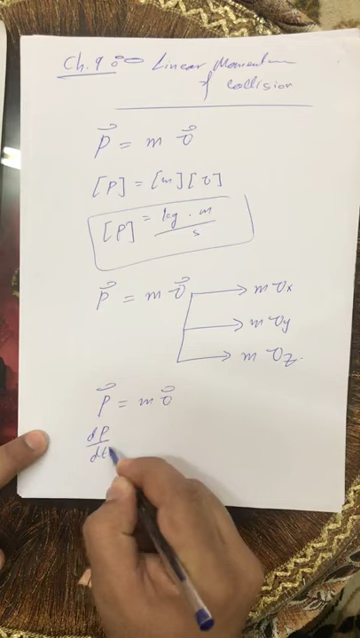 Ch. 9 : Linear Momentum
& collision
p⃗ = m v⃗
[P] = [m][v]
[P] = kg . m / s
p⃗ = m v⃗ → m vx
→ m vy
→ m vz.
p⃗ = m v⃗
dP
dt